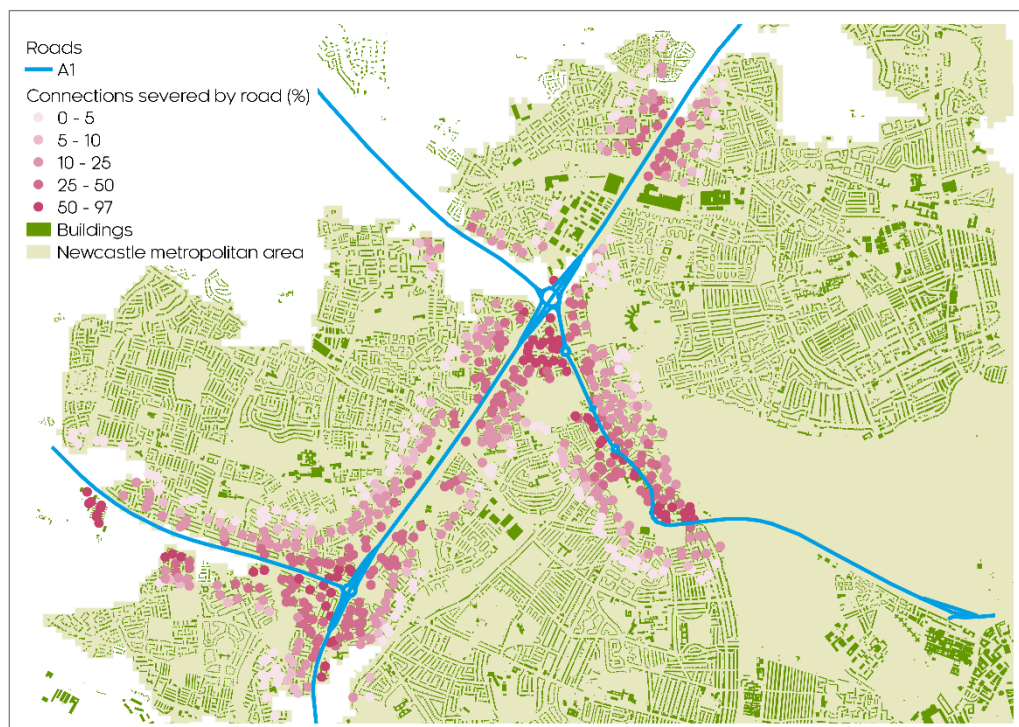 Roads
A1
Connections severed by road (%)
0 - 5
5 - 10
10 - 25
25 - 50
50 - 97
Buildings
Newcastle metropolitan area